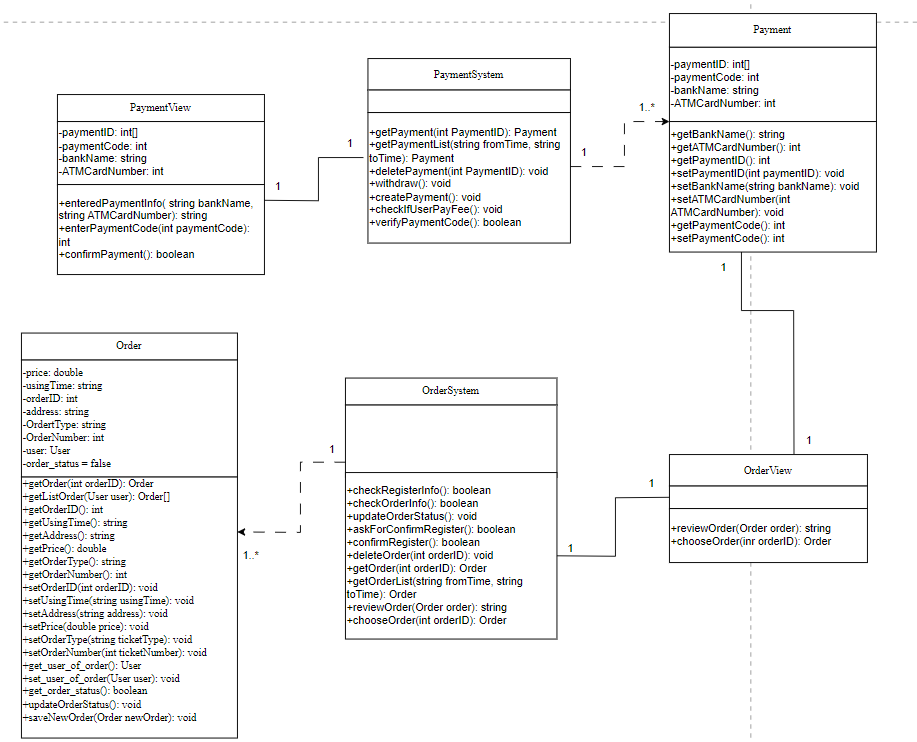 Payment
-paymentID: int[]
-paymentCode: int
-bankName: string
-ATMCardNumber: int
+getBankName(): string
+getATMCardNumber(): int
+getPaymentID(): int
+setPaymentID(int paymentID): void
+setBankName(string bankName): void
+setATMCardNumber(int
ATMCardNumber): void
+getPaymentCode(): int
+setPaymentCode(): int
PaymentSystem
+getPayment(int PaymentID): Payment
+getPaymentList(string fromTime, string
toTime): Payment
+deletePayment(int PaymentID): void
+withdraw(): void
+createPayment(): void
+checkIfUserPayFee(): void
+verifyPaymentCode(): boolean
PaymentView
-paymentID: int[]
-paymentCode: int
-bankName: string
-ATMCardNumber: int
+enteredPaymentInfo( string bankName,
string ATMCardNumber): string
+enterPaymentCode(int paymentCode):
int
+confirmPayment(): boolean
1
1
1
1..*
1
1
Order
-price: double
-usingTime: string
-orderID: int
-address: string
-OrdertType: string
-OrderNumber: int
-user: User
-order_status = false
+getOrder(int orderID): Order
+getListOrder(User user): Order[]
+getOrderID(): int
+getUsingTime(): string
+getAddress(): string
+getPrice(): double
+getOrderType(): string
+getOrderNumber(): int
+setOrderID(int orderID): void
+setUsingTime(string usingTime): void
+setAddress(string address): void
+setPrice(double price): void
+setOrderType(string ticketType): void
+setOrderNumber(int ticketNumber): void
+get_user_of_order(): User
+set_user_of_order(User user): void
+get_order_status(): boolean
+updateOrderStatus(): void
+saveNewOrder(Order newOrder): void
1
1..*
OrderSystem
+checkRegisterInfo(): boolean
+checkOrderInfo(): boolean
+updateOrderStatus(): void
+askForConfirmRegister(): boolean
+confirmRegister(): boolean
+deleteOrder(int orderID): void
+getOrder(int orderID): Order
+getOrderList(string fromTime, string
toTime): Order
+reviewOrder(Order order): string
+chooseOrder(int orderID): Order
1
1
OrderView
+reviewOrder(Order order): string
+chooseOrder(inr orderID): Order